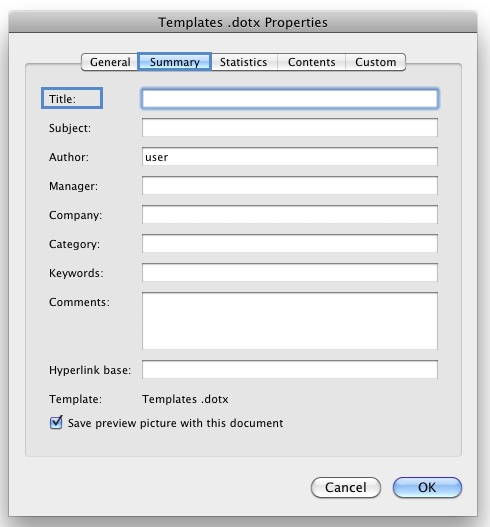 Templates .dotx Properties
General Summary Statistics Contents Custom
Title:
Subject:
Author: user
Manager:
Company:
Category:
Keywords:
Comments:
Hyperlink base:
Template: Templates .dotx
Save preview picture with this document
Cancel OK